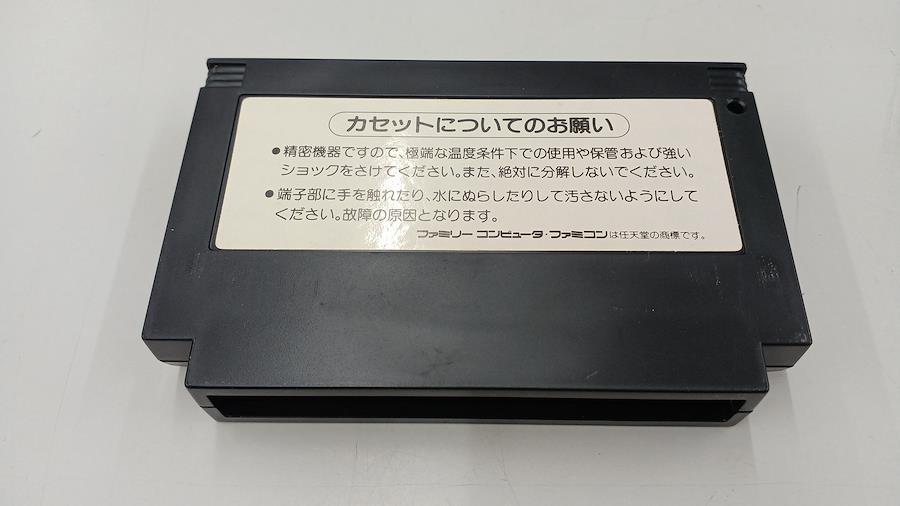 カセットについてのお願い
●精密機器ですので、極端な温度条件下での使用や保管および強い
ショックをさけてください。また、絶対に分解しないでください。
●端子部に手を触れたり、水にぬらしたりして汚さないようにして
ください。故障の原因となります。
ファミリー コンピュータ・ファミコンは任天堂の商標です。